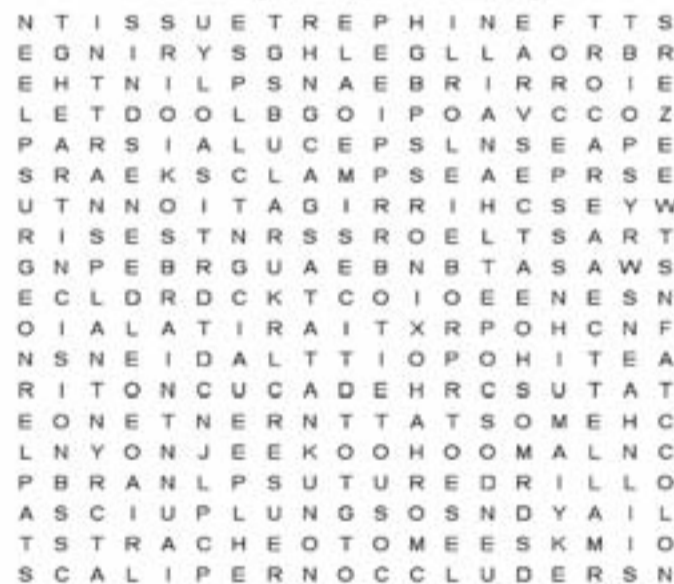 N T I S S U E T R E P H I N E F T T S
E G N I R Y S G H L E G L L A O R B R
E H T N I L P S N A E B R I R R O I E
L E T D O O L B G O I P O A V C C O Z
P A R S I A L U C E P S L N S E A P E
S R A E K S C L A M P S E A E P R S E
U T N N O I T A G I R R I H C S E Y W
R I S E S T N R S S R O E L T S A R T
G N P E B R G U A E B N B T A S A W S
E C L D R D C K T C O I O E E N E S N
O I A L A T I R A I T X R P O H C N F
N S N E I D A L T T I O P O H I T E A
R I T O N C U C A D E H R C S U T A T
E O N E T N E R N T T A T S O M E H C
L N Y O N J E E K O O H O O M A L N C
P B R A N L P S U T U R E D R I L L O
A S C I U P L U N G S O S N D Y A I L
T S T R A C H E O T O M E E S K M I O
S C A L I P E R N O C C L U D E R S N